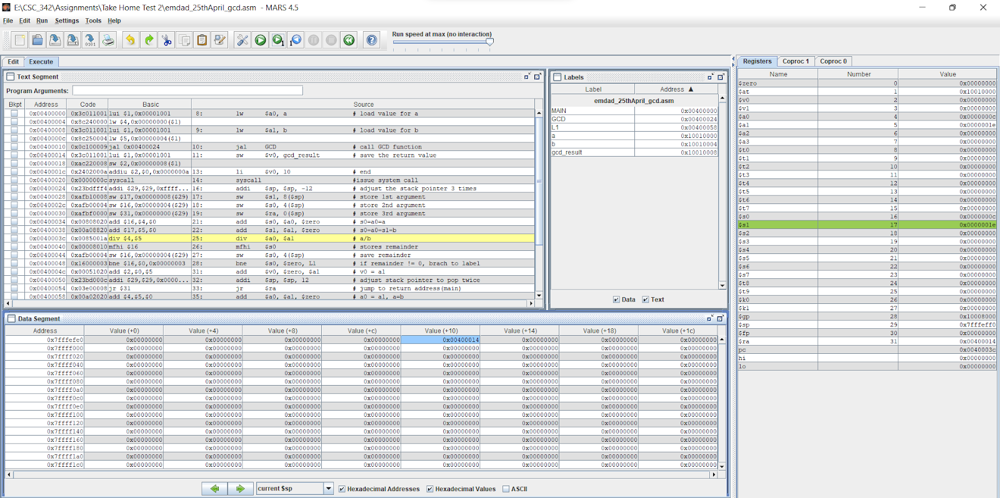 E:\CSC_342\Assignments\Take Home Test 2\emdad_25thApril_gcd.asm - MARS 4.5
File Edit Run Settings Tools Help
Run speed at max (no interaction)
Edit Execute
Text Segment
Program Arguments:
Bkpt Address Code Basic Source
0x00400000 0x3c011001 lui $1,0x00001001 8: lw $a0, a # load value for a
0x00400004 0x8c240000 lw $4,0x00000000($1)
0x00400008 0x3c011001 lui $1,0x00001001 9: lw $a1, b # load value for b
0x0040000c 0x8c250004 lw $5,0x00000004($1)
0x00400010 0x0c100009 jal 0x00400024 10: jal GCD # call GCD function
0x00400014 0x3c011001 lui $1,0x00001001 11: sw $v0, gcd_result # save the return value
0x00400018 0xac220008 sw $2,0x00000008($1)
0x0040001c 0x2402000a addiu $2,$0,0x0000000a 13: li $v0, 10 # end
0x00400020 0x0000000c syscall 14: syscall #issue system call
0x00400024 0x23bdfff4 addi $29,$29,0xffff... 16: addi $sp, $sp, -12 # adjust the stack pointer 3 times
0x00400028 0xafb10008 sw $17,0x00000008($29) 17: sw $s1, 8($sp) # store 1st argument
0x0040002c 0xafb00004 sw $16,0x00000004($29) 18: sw $s0, 4($sp) # store 2nd argument
0x00400030 0xafbf0000 sw $31,0x00000000($29) 19: sw $ra, 0($sp) # store 3rd argument
0x00400034 0x00808020 add $16,$4,$0 21: add $s0, $a0, $zero # s0=a0=a
0x00400038 0x00a08820 add $17,$5,$0 22: add $s1, $a1, $zero # s0=a0=s1=b
0x0040003c 0x0085001a div $4,$5 25: div $a0, $a1 # a/b
0x00400040 0x00008010 mfhi $16 26: mfhi $s0 # stores remainder
0x00400044 0xafb00004 sw $16,0x00000004($29) 27: sw $s0, 4($sp) # save remainder
0x00400048 0x16000003 bne $16,$0,0x00000003 28: bne $s0, $zero, L1 # if remainder != 0, brach to label
0x0040004c 0x00051020 add $2,$0,$5 31: add $v0, $zero, $a1 # v0 = a1
0x00400050 0x23bd000c addi $29,$29,0x0000... 32: addi $sp, $sp, 12 # adjust stack pointer to pop twice
0x00400054 0x03e00008 jr $31 33: jr $ra # jump to return address(main)
0x00400058 0x00a02020 add $4,$5,$0 35: add $a0, $a1, $zero # a0 = a1, a=b
Labels
Label Address ▲
emdad_25thApril_gcd.asm
MAIN 0x00400000
GCD 0x00400024
L1 0x00400058
a 0x10010000
b 0x10010004
gcd_result 0x10010008
Data Text
Data Segment
Address Value (+0) Value (+4) Value (+8) Value (+c) Value (+10) Value (+14) Value (+18) Value (+1c)
0x7fffefe0 0x00000000 0x00000000 0x00000000 0x00000000 0x00400014 0x00000000 0x00000000 0x00000000
0x7ffff000 0x00000000 0x00000000 0x00000000 0x00000000 0x00000000 0x00000000 0x00000000 0x00000000
0x7ffff020 0x00000000 0x00000000 0x00000000 0x00000000 0x00000000 0x00000000 0x00000000 0x00000000
0x7ffff040 0x00000000 0x00000000 0x00000000 0x00000000 0x00000000 0x00000000 0x00000000 0x00000000
0x7ffff060 0x00000000 0x00000000 0x00000000 0x00000000 0x00000000 0x00000000 0x00000000 0x00000000
0x7ffff080 0x00000000 0x00000000 0x00000000 0x00000000 0x00000000 0x00000000 0x00000000 0x00000000
0x7ffff0a0 0x00000000 0x00000000 0x00000000 0x00000000 0x00000000 0x00000000 0x00000000 0x00000000
0x7ffff0c0 0x00000000 0x00000000 0x00000000 0x00000000 0x00000000 0x00000000 0x00000000 0x00000000
0x7ffff0e0 0x00000000 0x00000000 0x00000000 0x00000000 0x00000000 0x00000000 0x00000000 0x00000000
0x7ffff100 0x00000000 0x00000000 0x00000000 0x00000000 0x00000000 0x00000000 0x00000000 0x00000000
0x7ffff120 0x00000000 0x00000000 0x00000000 0x00000000 0x00000000 0x00000000 0x00000000 0x00000000
0x7ffff140 0x00000000 0x00000000 0x00000000 0x00000000 0x00000000 0x00000000 0x00000000 0x00000000
0x7ffff160 0x00000000 0x00000000 0x00000000 0x00000000 0x00000000 0x00000000 0x00000000 0x00000000
0x7ffff180 0x00000000 0x00000000 0x00000000 0x00000000 0x00000000 0x00000000 0x00000000 0x00000000
0x7ffff1a0 0x00000000 0x00000000 0x00000000 0x00000000 0x00000000 0x00000000 0x00000000 0x00000000
0x7ffff1c0 0x00000000 0x00000000 0x00000000 0x00000000 0x00000000 0x00000000 0x00000000 0x00000000
current $sp Hexadecimal Addresses Hexadecimal Values ASCII
Registers Coproc 1 Coproc 0
Name Number Value
$zero 0 0x00000000
$at 1 0x10010000
$v0 2 0x00000000
$v1 3 0x00000000
$a0 4 0x0000000c
$a1 5 0x0000001e
$a2 6 0x00000000
$a3 7 0x00000000
$t0 8 0x00000000
$t1 9 0x00000000
$t2 10 0x00000000
$t3 11 0x00000000
$t4 12 0x00000000
$t5 13 0x00000000
$t6 14 0x00000000
$t7 15 0x00000000
$s0 16 0x0000000c
$s1 17 0x0000001e
$s2 18 0x00000000
$s3 19 0x00000000
$s4 20 0x00000000
$s5 21 0x00000000
$s6 22 0x00000000
$s7 23 0x00000000
$t8 24 0x00000000
$t9 25 0x00000000
$k0 26 0x00000000
$k1 27 0x00000000
$gp 28 0x10008000
$sp 29 0x7fffeff0
$fp 30 0x00000000
$ra 31 0x00400014
pc 0x0040003c
hi 0x00000000
lo 0x00000000